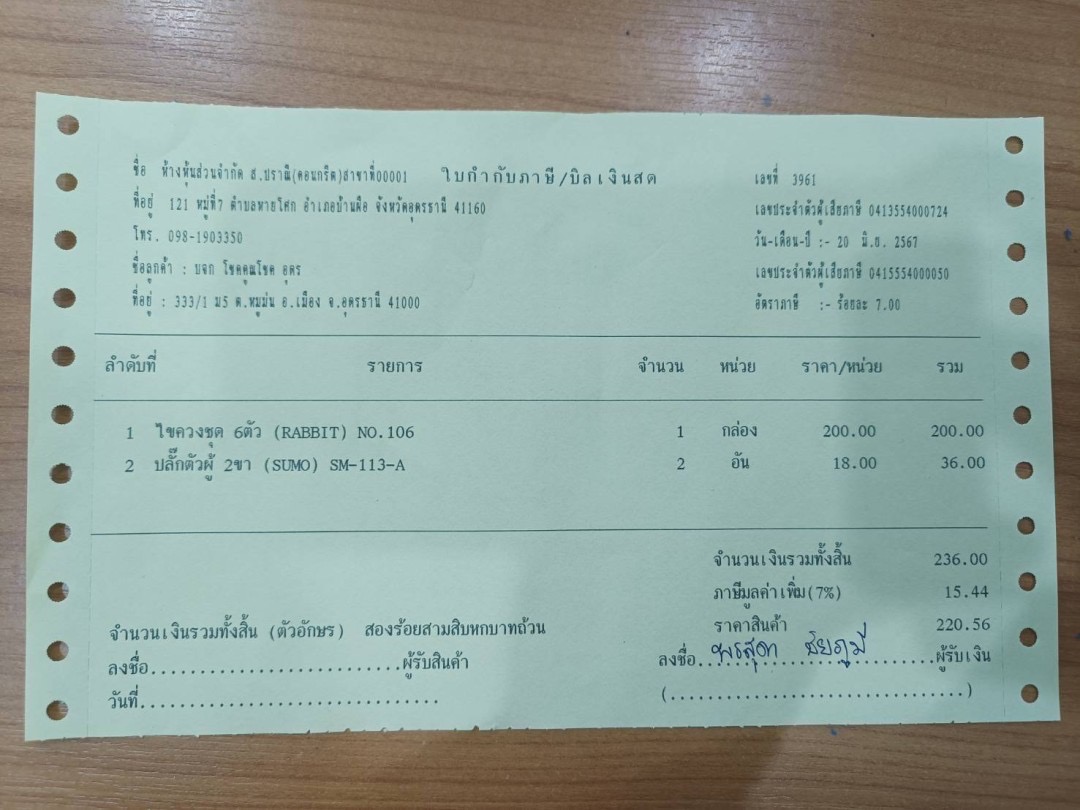 ชื่อ ห้างหุ้นส่วนจำกัด ส.ปราณี(คอนกรีต)สาขาที่00001 ใบกำกับภาษี/บิลเงินสด เลขที่ 3961
ที่อยู่ 121 หมู่ที่7 ตำบลหายโศก อำเภอบ้านผือ จังหวัดอุดรธานี 41160
เลขประจำตัวผู้เสียภาษี 0413554000724
โทร. 098-1903350
วัน-เดือน-ปี :- 20 มิ.ย. 2567
ชื่อลูกค้า : บจก โชคคูณโชค อุดร
เลขประจำตัวผู้เสียภาษี 0415554000050
ที่อยู่ : 333/1 ม5 ต.หมูม่น อ.เมือง จ.อุดรธานี 41000
อัตราภาษี :- ร้อยละ 7.00
ลำดับที่ รายการ จำนวน หน่วย ราคา/หน่วย รวม
1 ไขควงชุด 6ตัว (RABBIT) NO.106 1 กล่อง 200.00 200.00
2 ปลั๊กตัวผู้ 2ขา (SUMO) SM-113-A 2 อัน 18.00 36.00
จำนวนเงินรวมทั้งสิ้น 236.00
ภาษีมูลค่าเพิ่ม(7%) 15.44
ราคาสินค้า 220.56
จำนวนเงินรวมทั้งสิ้น (ตัวอักษร) สองร้อยสามสิบหกบาทถ้วน
ลงชื่อ..........................ผู้รับสินค้า
ลงชื่อ..พรสุดา ชัยภูมี........ผู้รับเงิน
วันที่...............................
(................................)